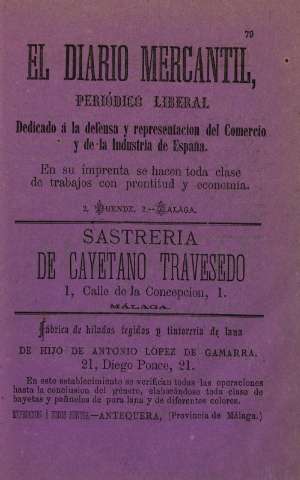 79
EL DIARIO MERCANTIL,
PERIÓDICO LIBERAL
Dedicado á la defensa y representacion del Comercio
y de la Industria de España.
En su imprenta se hacen toda clase
de trabajos con prontitud y economía.
2, DUENDE, 2.—MÁLAGA.
SASTRERIA
DE CAYETANO TRAVESEDO
1, Calle de la Concepcion, 1.
MÁLAGA.
Fábrica de hilados tegidos y tintoreria de lana
DE HIJO DE ANTONIO LOPEZ DE GAMARRA.
21, Diego Ponce, 21.
En este establecimiento se verifican todas las operaciones
hasta la conclusion del género, elaborándose toda clase de
bayetas y pañuelos de pura lana y de diferentes colores.
—ANTEQUERA, (Provincia de Málaga.)